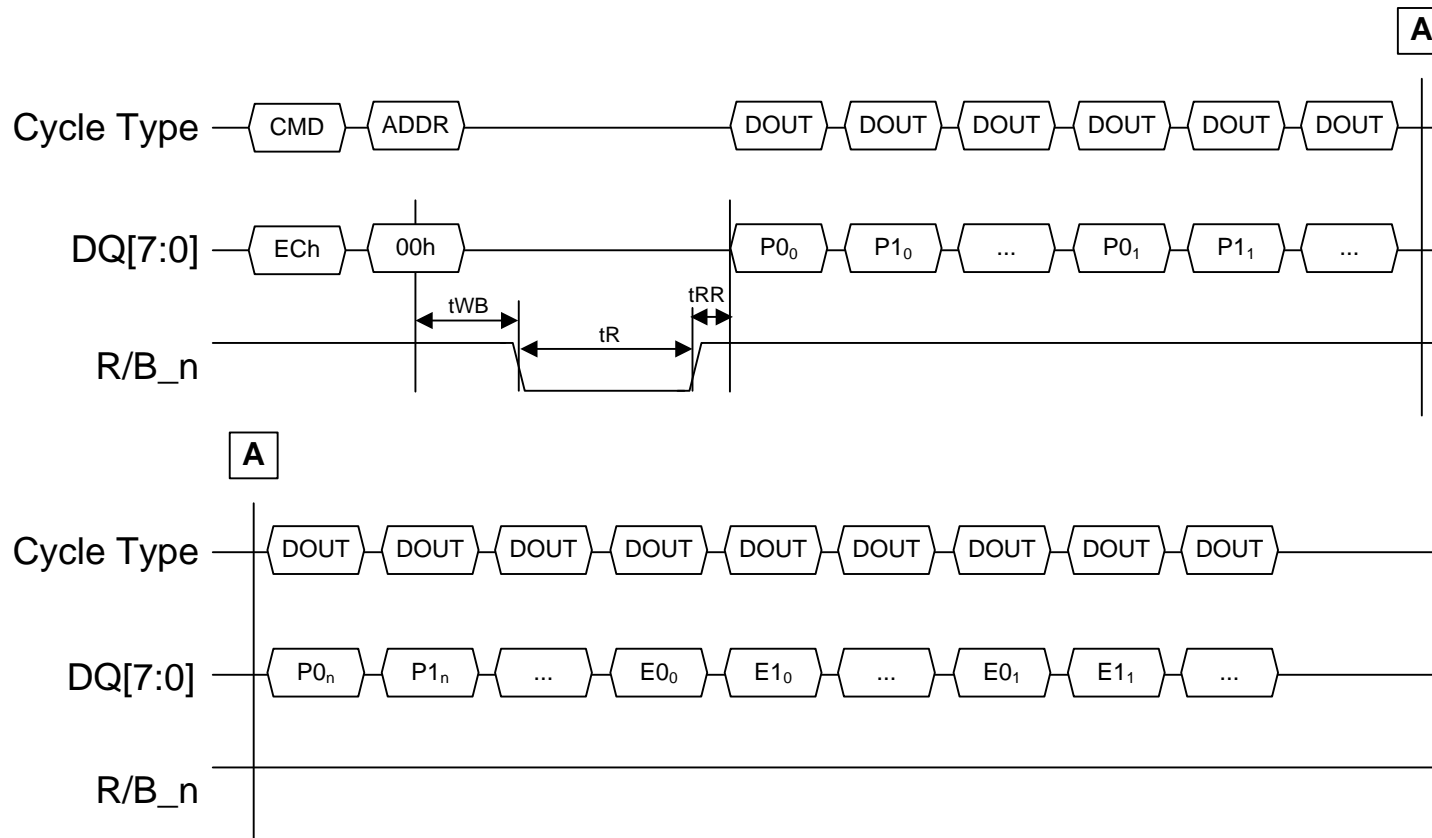 A
Cycle Type CMD ADDR DOUT DOUT DOUT DOUT DOUT DOUT
DQ[7:0] ECh 00h P0₀ P1₀ ... P0₁ P1₁ ...
tWB tR tRR
R/B_n
A
Cycle Type DOUT DOUT DOUT DOUT DOUT DOUT DOUT DOUT DOUT
DQ[7:0] P0ₙ P1ₙ ... E0₀ E1₀ ... E0₁ E1₁ ...
R/B_n